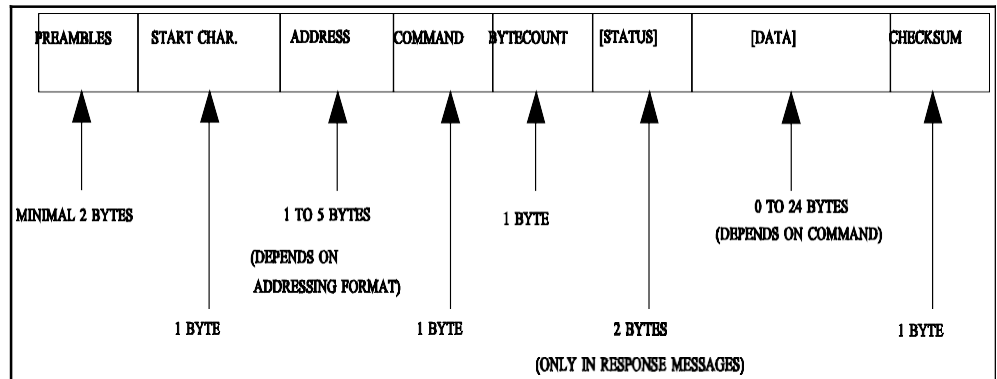 PREAMBLES START CHAR. ADDRESS COMMAND BYTECOUNT [STATUS] [DATA] CHECKSUM
MINIMAL 2 BYTES
1 TO 5 BYTES
(DEPENDS ON
ADDRESSING FORMAT)
1 BYTE
0 TO 24 BYTES
(DEPENDS ON COMMAND)
1 BYTE
1 BYTE
2 BYTES
(ONLY IN RESPONSE MESSAGES)
1 BYTE